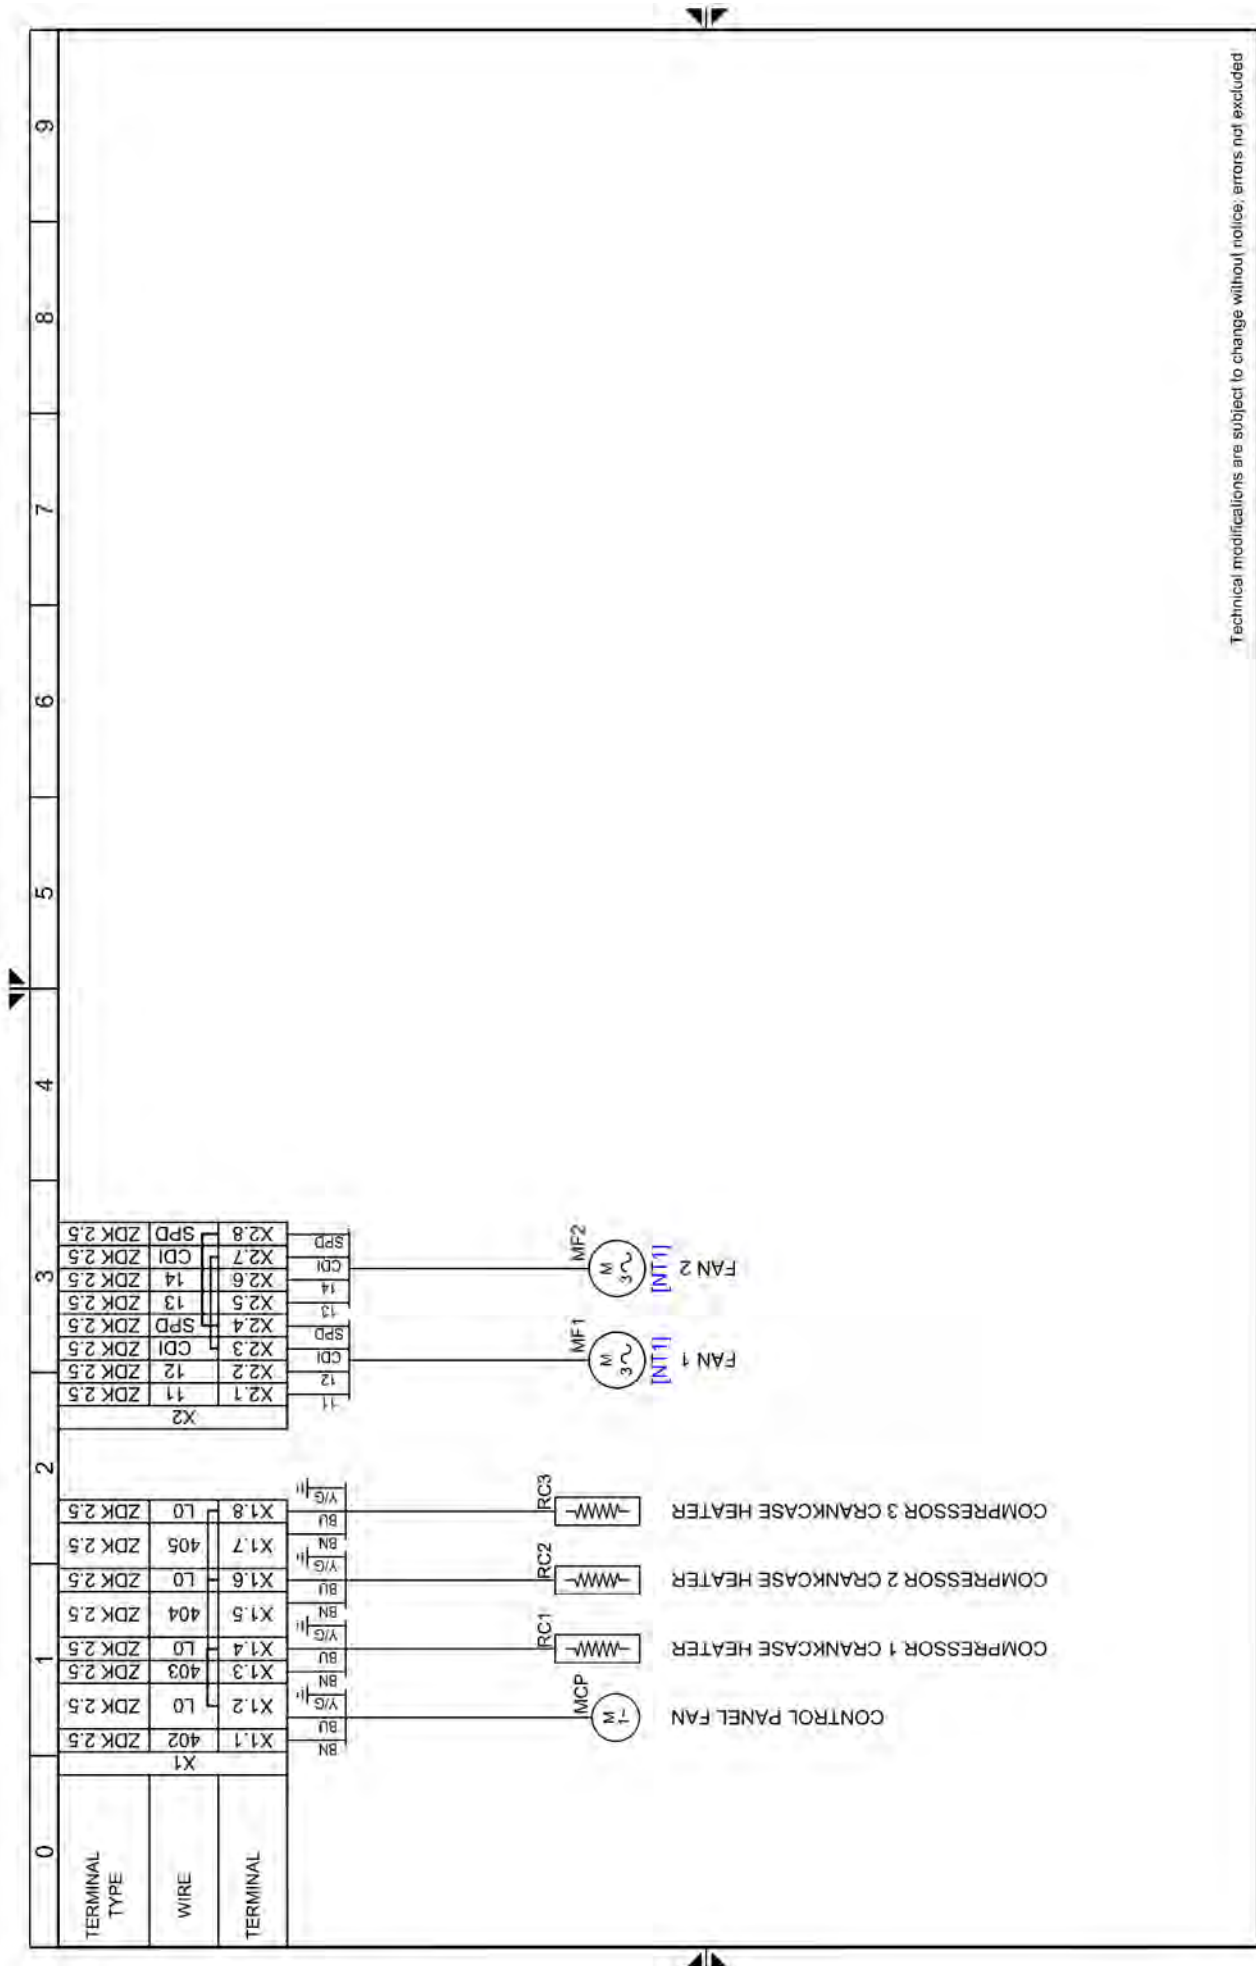 0 1 2 3 4 5 6 7 8 9
TERMINAL
TYPE
WIRE
TERMINAL
X1
ZDK 2.5 ZDK 2.5 ZDK 2.5 ZDK 2.5 ZDK 2.5 ZDK 2.5 ZDK 2.5 ZDK 2.5
402 L0 403 L0 404 L0 405 L0
X1.1 X1.2 X1.3 X1.4 X1.5 X1.6 X1.7 X1.8
BN BU Y/G BN BU Y/G BN BU Y/G BN BU Y/G
X2
ZDK 2.5 ZDK 2.5 ZDK 2.5 ZDK 2.5 ZDK 2.5 ZDK 2.5 ZDK 2.5 ZDK 2.5
11 12 CDI SPD 13 14 CDI SPD
X2.1 X2.2 X2.3 X2.4 X2.5 X2.6 X2.7 X2.8
11 12 CDI SPD 13 14 CDI SPD
MCP
M
1~
CONTROL PANEL FAN
RC1
COMPRESSOR 1 CRANKCASE HEATER
RC2
COMPRESSOR 2 CRANKCASE HEATER
RC3
COMPRESSOR 3 CRANKCASE HEATER
MF1
M
3~
[NT1]
FAN 1
MF2
M
3~
[NT1]
FAN 2
Technical modifications are subject to change without notice; errors not excluded